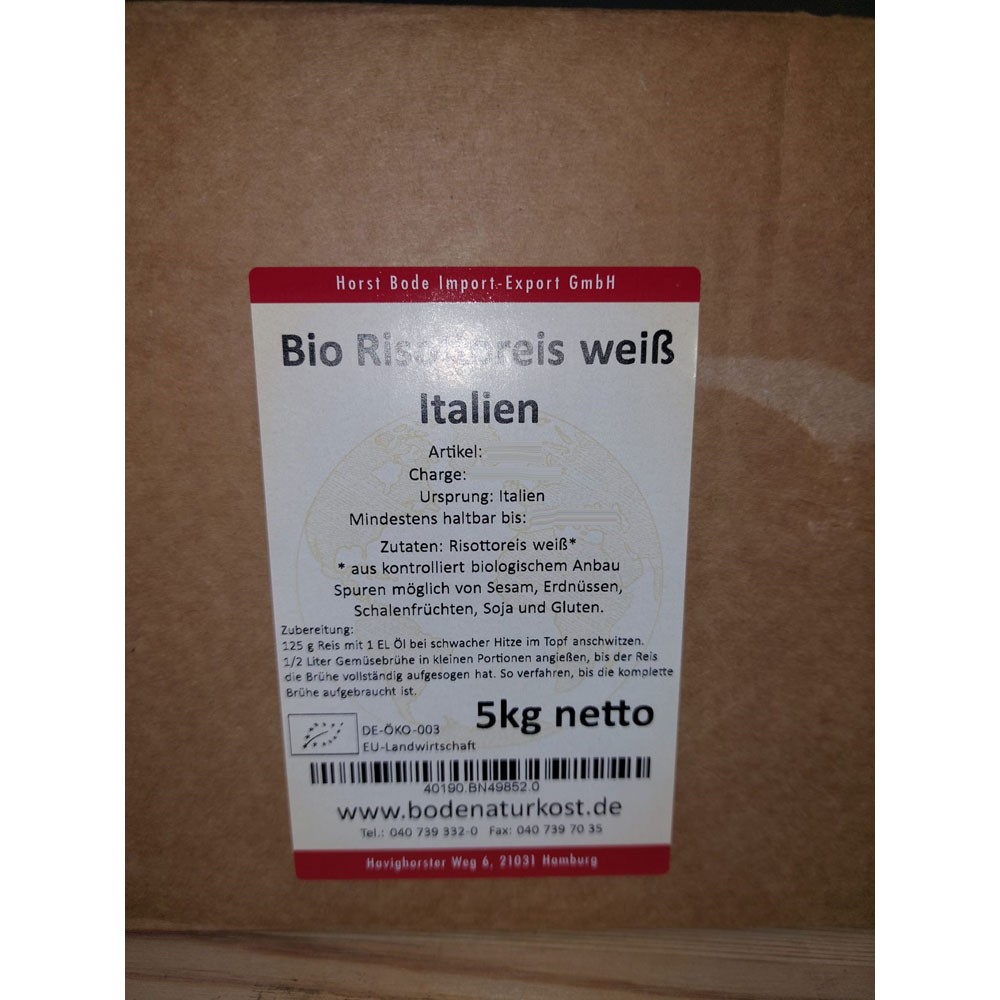 Horst Bode Import-Export GmbH
Bio Risottoreis weiß
Italien
Artikel:
Charge:
Ursprung: Italien
Mindestens haltbar bis:
Zutaten: Risottoreis weiß*
* aus kontrolliert biologischem Anbau
Spuren möglich von Sesam, Erdnüssen,
Schalenfrüchten, Soja und Gluten.
Zubereitung:
125 g Reis mit 1 EL Öl bei schwacher Hitze im Topf anschwitzen.
1/2 Liter Gemüsebrühe in kleinen Portionen angießen, bis der Reis
die Brühe vollständig aufgesogen hat. So verfahren, bis die komplette
Brühe aufgebraucht ist.
DE-ÖKO-003
EU-Landwirtschaft
5kg netto
40190.BN49852.0
www.bodenaturkost.de
Tel.: 040 739 332-0 Fax: 040 739 70 35
Havighorster Weg 6, 21031 Hamburg